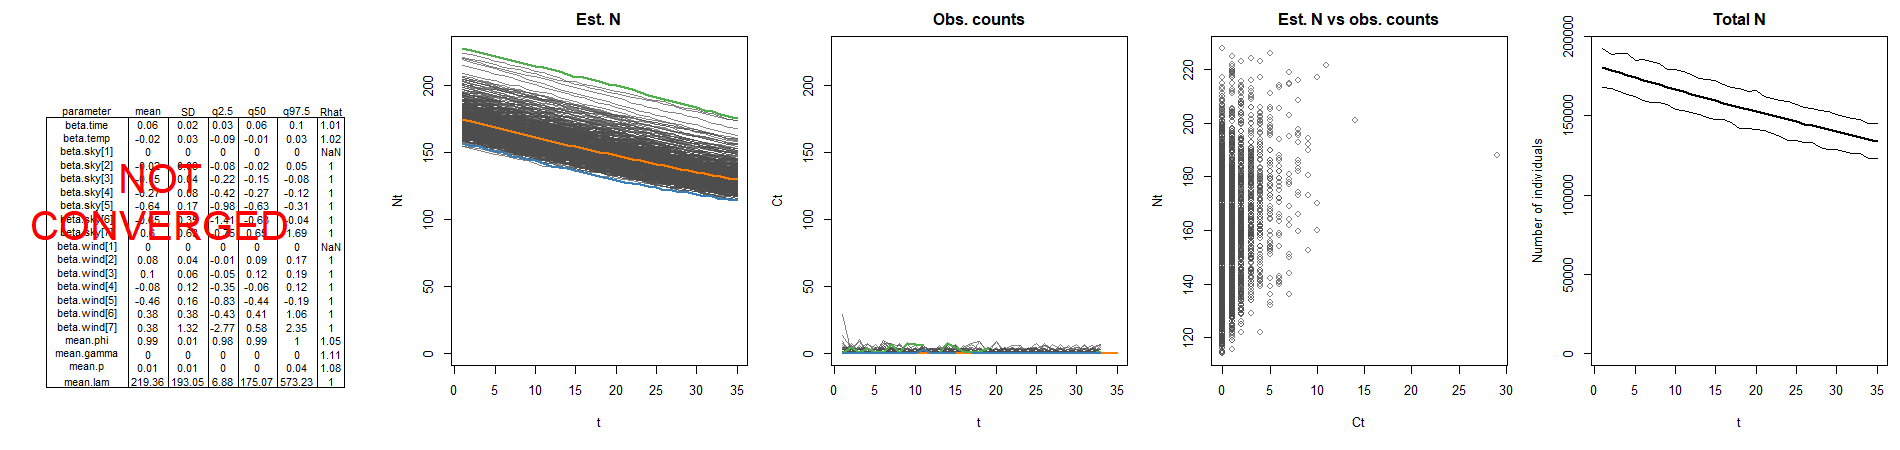 parameter mean SD q2.5 q50 q97.5 Rhat
beta.time 0.06 0.02 0.03 0.06 0.1 1.01
beta.temp -0.02 0.03 -0.09 -0.01 0.03 1.02
beta.sky[1] 0 0 0 0 0 NaN
beta.sky[2] -0.08 -0.02 0.05 1
beta.sky[3] -0.22 -0.15 -0.08 1
beta.sky[4] -0.42 -0.27 -0.12 1
beta.sky[5] -0.64 0.17 -0.98 -0.63 -0.31 1
-0.04 1
1.69 1
beta.wind[1] 0 0 0 0 0 NaN
beta.wind[2] 0.08 0.04 -0.01 0.09 0.17 1
beta.wind[3] 0.1 0.06 -0.05 0.12 0.19 1
beta.wind[4] -0.08 0.12 -0.35 -0.06 0.12 1
beta.wind[5] -0.46 0.16 -0.83 -0.44 -0.19 1
beta.wind[6] 0.38 0.38 -0.43 0.41 1.06 1
beta.wind[7] 0.38 1.32 -2.77 0.58 2.35 1
mean.phi 0.99 0.01 0.98 0.99 1 1.05
mean.gamma 0 0 0 0 0 1.11
mean.p 0.01 0.01 0 0 0.04 1.08
mean.lam 219.36 193.05 6.88 175.07 573.23 1
NOT
CONVERGED
Est. N
Nt
200
150
100
50
0
0 5 10 15 20 25 30 35
t
Obs. counts
Ct
200
150
100
50
0
0 5 10 15 20 25 30 35
t
Est. N vs obs. counts
Nt
220
200
180
160
140
120
0 5 10 15 20 25 30
Ct
Total N
Number of individuals
200000
150000
100000
50000
0
0 5 10 15 20 25 30 35
t